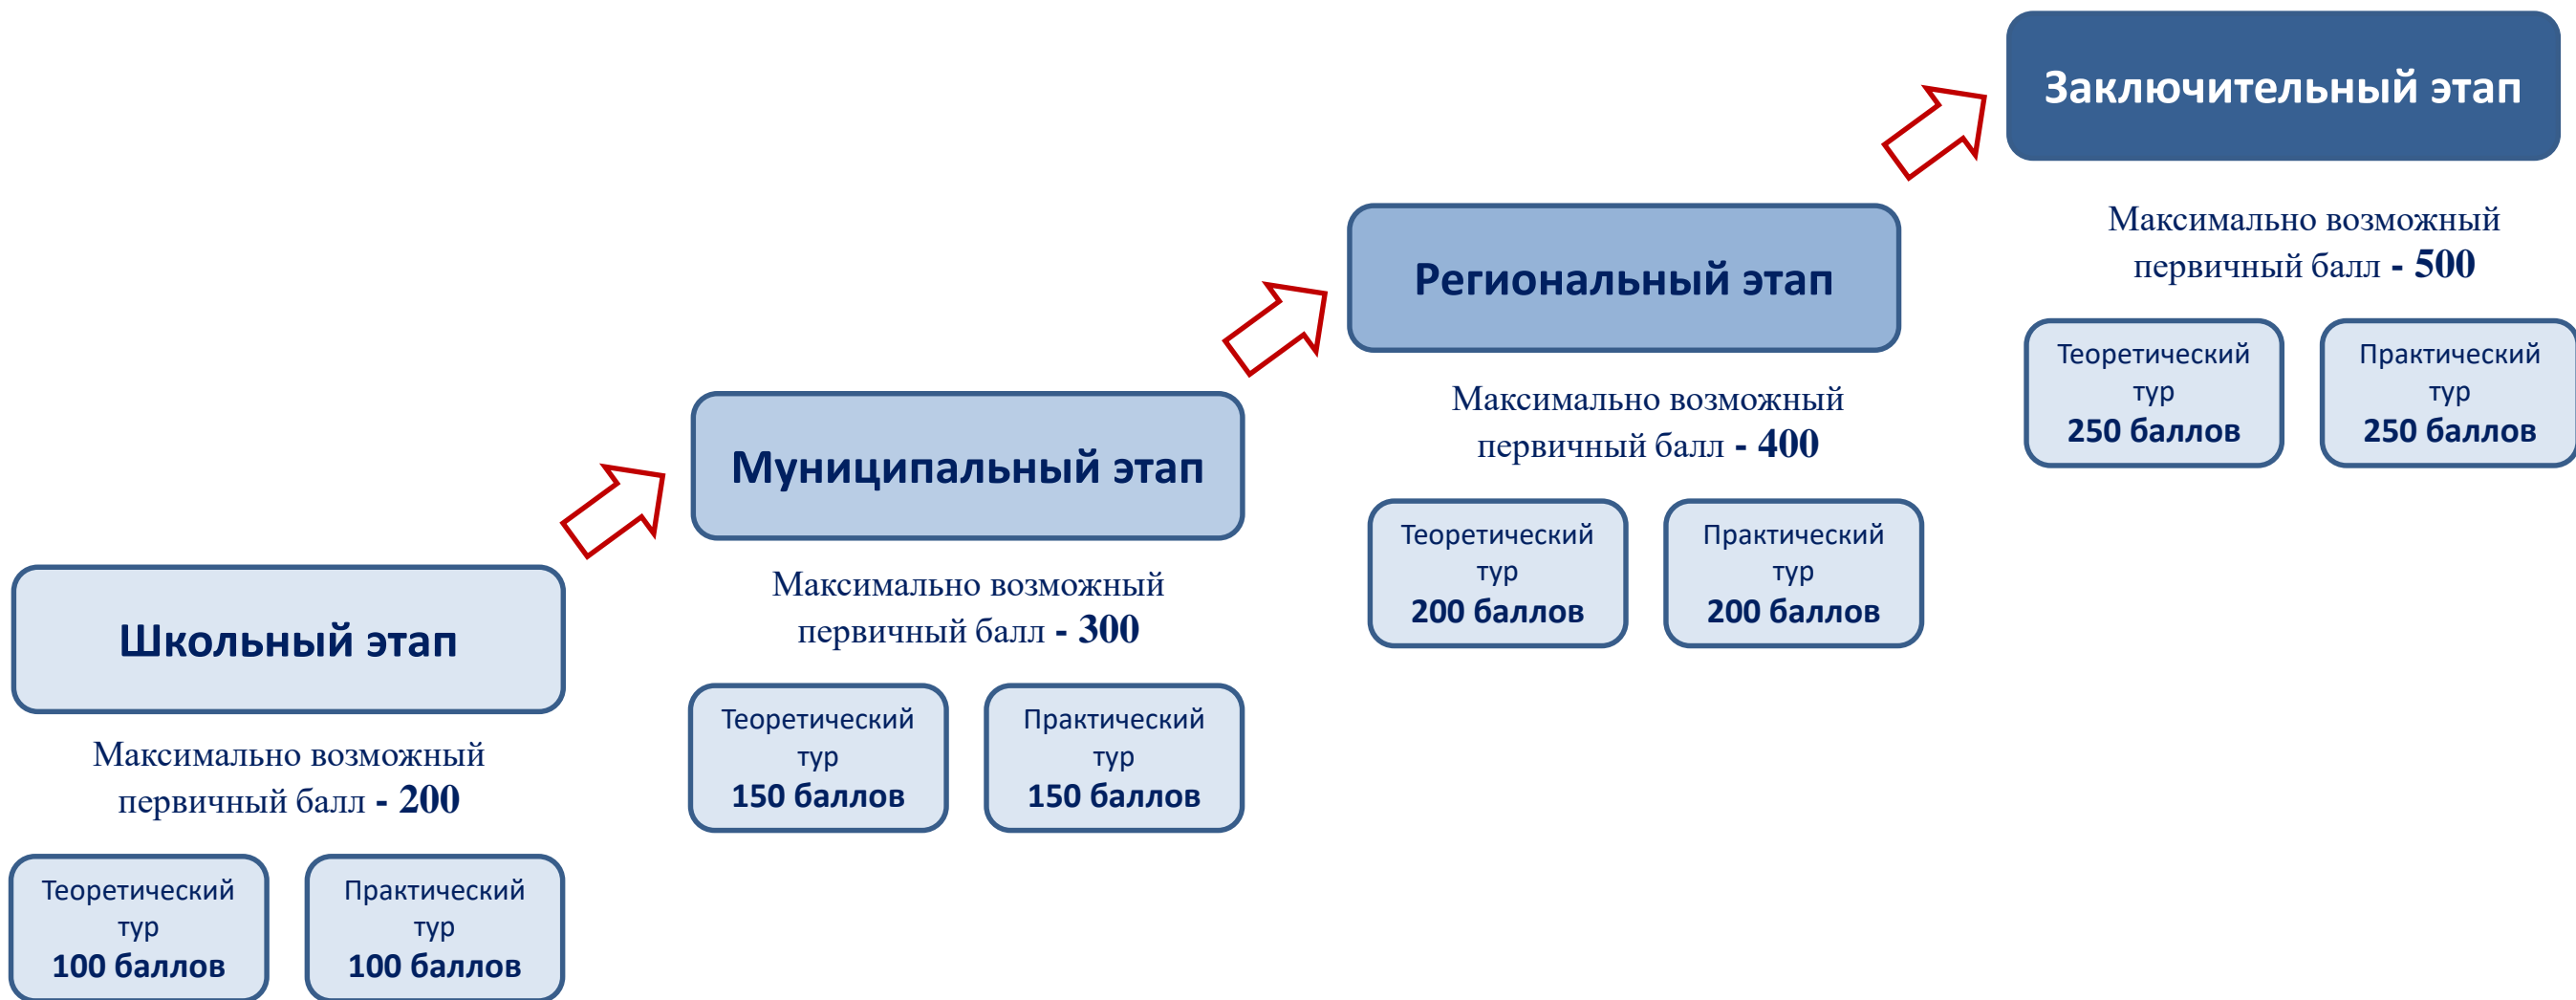 Школьный этап
Максимально возможный
первичный балл - 200
Теоретический
тур
100 баллов
Практический
тур
100 баллов
Муниципальный этап
Максимально возможный
первичный балл - 300
Теоретический
тур
150 баллов
Практический
тур
150 баллов
Региональный этап
Максимально возможный
первичный балл - 400
Теоретический
тур
200 баллов
Практический
тур
200 баллов
Заключительный этап
Максимально возможный
первичный балл - 500
Теоретический
тур
250 баллов
Практический
тур
250 баллов